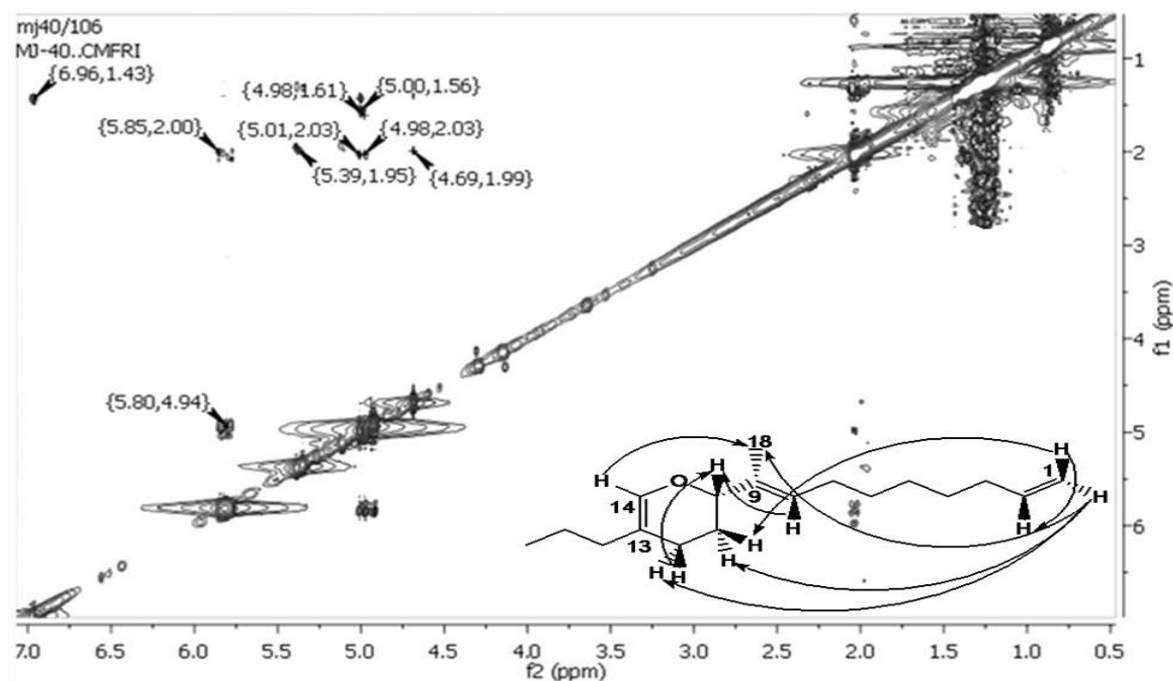 mj40/106
MJ-40..CMFRI
{6.96,1.43}
{4.98,1.61}
{5.00,1.56}
{5.85,2.00}
{5.01,2.03}
{4.98,2.03}
{5.39,1.95}
{4.69,1.99}
{5.80,4.94}
1
2
3
4
5
6
f1 (ppm)
18
H
H
H
O
9
1
H
14
H
H
13
H
H
H H
7.0 6.5 6.0 5.5 5.0 4.5 4.0 3.5 3.0 2.5 2.0 1.5 1.0 0.5
f2 (ppm)